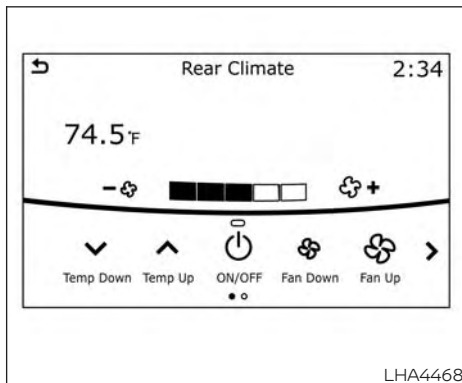 Rear Climate 2:34
74.5°F
− +
Temp Down Temp Up ON/OFF Fan Down Fan Up
LHA4468